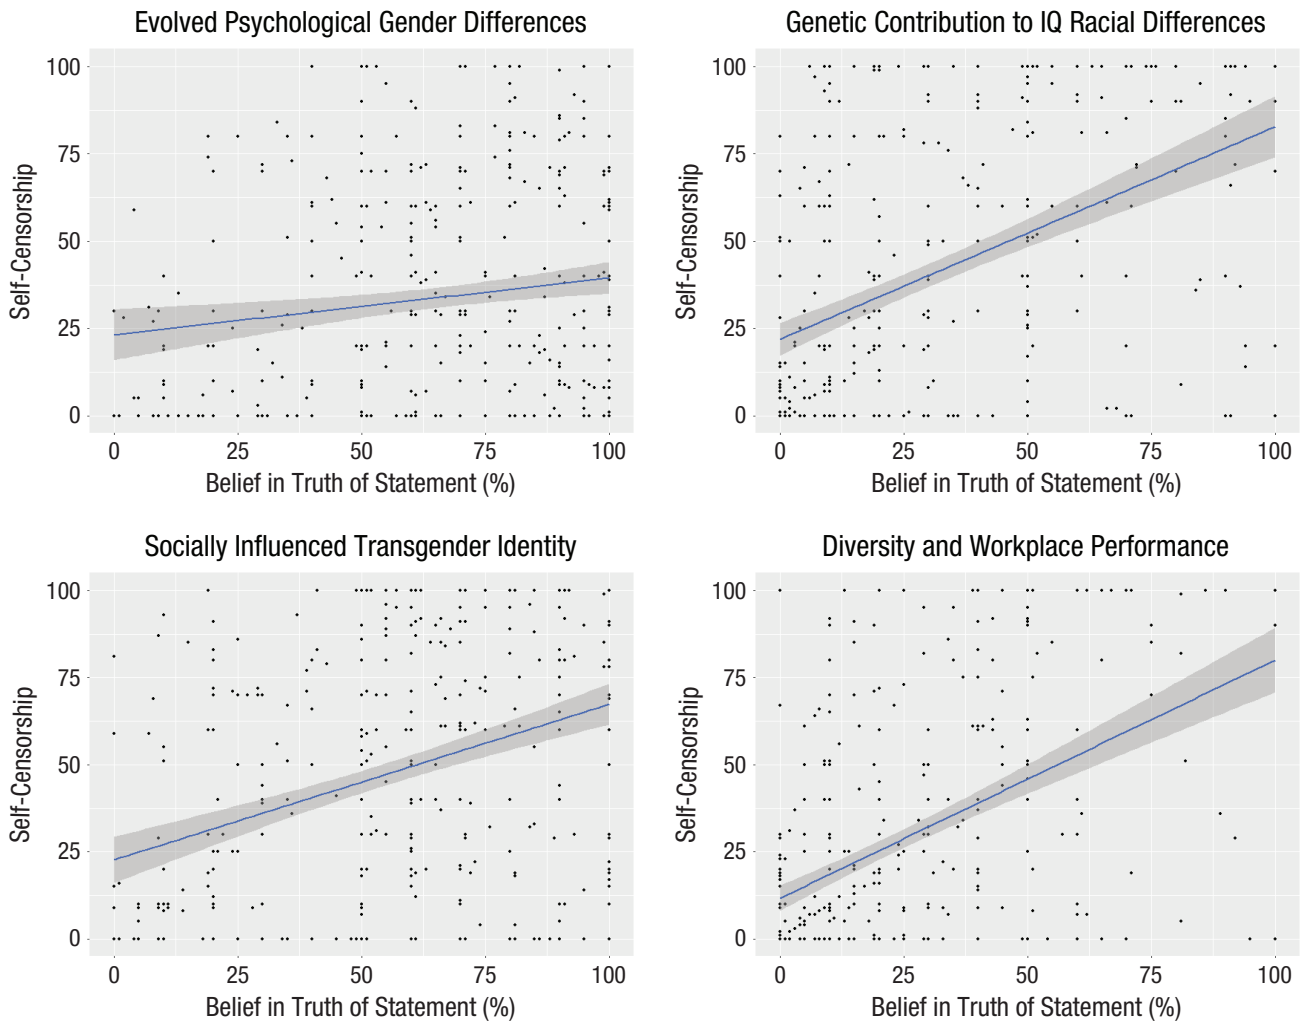 Evolved Psychological Gender Differences
100
75
50
25
0
Self-Censorship
0 25 50 75 100
Belief in Truth of Statement (%)
Genetic Contribution to IQ Racial Differences
100
75
50
25
0
Self-Censorship
0 25 50 75 100
Belief in Truth of Statement (%)
Socially Influenced Transgender Identity
100
75
50
25
0
Self-Censorship
0 25 50 75 100
Belief in Truth of Statement (%)
Diversity and Workplace Performance
100
75
50
25
0
Self-Censorship
0 25 50 75 100
Belief in Truth of Statement (%)